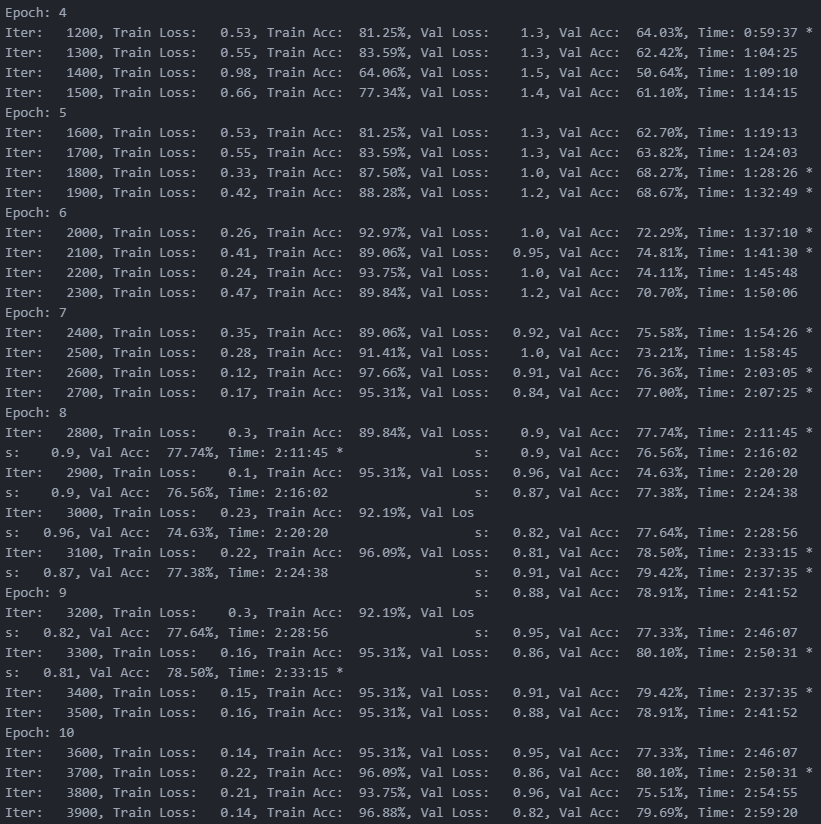 Epoch: 4
Iter:   1200, Train Loss:   0.53, Train Acc:  81.25%, Val Loss:    1.3, Val Acc:  64.03%, Time: 0:59:37 *
Iter:   1300, Train Loss:   0.55, Train Acc:  83.59%, Val Loss:    1.3, Val Acc:  62.42%, Time: 1:04:25
Iter:   1400, Train Loss:   0.98, Train Acc:  64.06%, Val Loss:    1.5, Val Acc:  50.64%, Time: 1:09:10
Iter:   1500, Train Loss:   0.66, Train Acc:  77.34%, Val Loss:    1.4, Val Acc:  61.10%, Time: 1:14:15
Epoch: 5
Iter:   1600, Train Loss:   0.53, Train Acc:  81.25%, Val Loss:    1.3, Val Acc:  62.70%, Time: 1:19:13
Iter:   1700, Train Loss:   0.55, Train Acc:  83.59%, Val Loss:    1.3, Val Acc:  63.82%, Time: 1:24:03
Iter:   1800, Train Loss:   0.33, Train Acc:  87.50%, Val Loss:    1.0, Val Acc:  68.27%, Time: 1:28:26 *
Iter:   1900, Train Loss:   0.42, Train Acc:  88.28%, Val Loss:    1.2, Val Acc:  68.67%, Time: 1:32:49 *
Epoch: 6
Iter:   2000, Train Loss:   0.26, Train Acc:  92.97%, Val Loss:    1.0, Val Acc:  72.29%, Time: 1:37:10 *
Iter:   2100, Train Loss:   0.41, Train Acc:  89.06%, Val Loss:   0.95, Val Acc:  74.81%, Time: 1:41:30 *
Iter:   2200, Train Loss:   0.24, Train Acc:  93.75%, Val Loss:    1.0, Val Acc:  74.11%, Time: 1:45:48
Iter:   2300, Train Loss:   0.47, Train Acc:  89.84%, Val Loss:    1.2, Val Acc:  70.70%, Time: 1:50:06
Epoch: 7
Iter:   2400, Train Loss:   0.35, Train Acc:  89.06%, Val Loss:   0.92, Val Acc:  75.58%, Time: 1:54:26 *
Iter:   2500, Train Loss:   0.28, Train Acc:  91.41%, Val Loss:    1.0, Val Acc:  73.21%, Time: 1:58:45
Iter:   2600, Train Loss:   0.12, Train Acc:  97.66%, Val Loss:   0.91, Val Acc:  76.36%, Time: 2:03:05 *
Iter:   2700, Train Loss:   0.17, Train Acc:  95.31%, Val Loss:   0.84, Val Acc:  77.00%, Time: 2:07:25 *
Epoch: 8
Iter:   2800, Train Loss:    0.3, Train Acc:  89.84%, Val Loss:    0.9, Val Acc:  77.74%, Time: 2:11:45 *
s:    0.9, Val Acc:  77.74%, Time: 2:11:45 *                 s:    0.9, Val Acc:  76.56%, Time: 2:16:02
Iter:   2900, Train Loss:    0.1, Train Acc:  95.31%, Val Loss:   0.96, Val Acc:  74.63%, Time: 2:20:20
s:    0.9, Val Acc:  76.56%, Time: 2:16:02                   s:   0.87, Val Acc:  77.38%, Time: 2:24:38
Iter:   3000, Train Loss:   0.23, Train Acc:  92.19%, Val Los
s:   0.96, Val Acc:  74.63%, Time: 2:20:20                   s:   0.82, Val Acc:  77.64%, Time: 2:28:56
Iter:   3100, Train Loss:   0.22, Train Acc:  96.09%, Val Loss:   0.81, Val Acc:  78.50%, Time: 2:33:15 *
s:   0.87, Val Acc:  77.38%, Time: 2:24:38                   s:   0.91, Val Acc:  79.42%, Time: 2:37:35 *
Epoch: 9                                                     s:   0.88, Val Acc:  78.91%, Time: 2:41:52
Iter:   3200, Train Loss:    0.3, Train Acc:  92.19%, Val Los
s:   0.82, Val Acc:  77.64%, Time: 2:28:56                   s:   0.95, Val Acc:  77.33%, Time: 2:46:07
Iter:   3300, Train Loss:   0.16, Train Acc:  95.31%, Val Loss:   0.86, Val Acc:  80.10%, Time: 2:50:31 *
s:   0.81, Val Acc:  78.50%, Time: 2:33:15 *
Iter:   3400, Train Loss:   0.15, Train Acc:  95.31%, Val Loss:   0.91, Val Acc:  79.42%, Time: 2:37:35 *
Iter:   3500, Train Loss:   0.16, Train Acc:  95.31%, Val Loss:   0.88, Val Acc:  78.91%, Time: 2:41:52
Epoch: 10
Iter:   3600, Train Loss:   0.14, Train Acc:  95.31%, Val Loss:   0.95, Val Acc:  77.33%, Time: 2:46:07
Iter:   3700, Train Loss:   0.22, Train Acc:  96.09%, Val Loss:   0.86, Val Acc:  80.10%, Time: 2:50:31 *
Iter:   3800, Train Loss:   0.21, Train Acc:  93.75%, Val Loss:   0.96, Val Acc:  75.51%, Time: 2:54:55
Iter:   3900, Train Loss:   0.14, Train Acc:  96.88%, Val Loss:   0.82, Val Acc:  79.69%, Time: 2:59:20